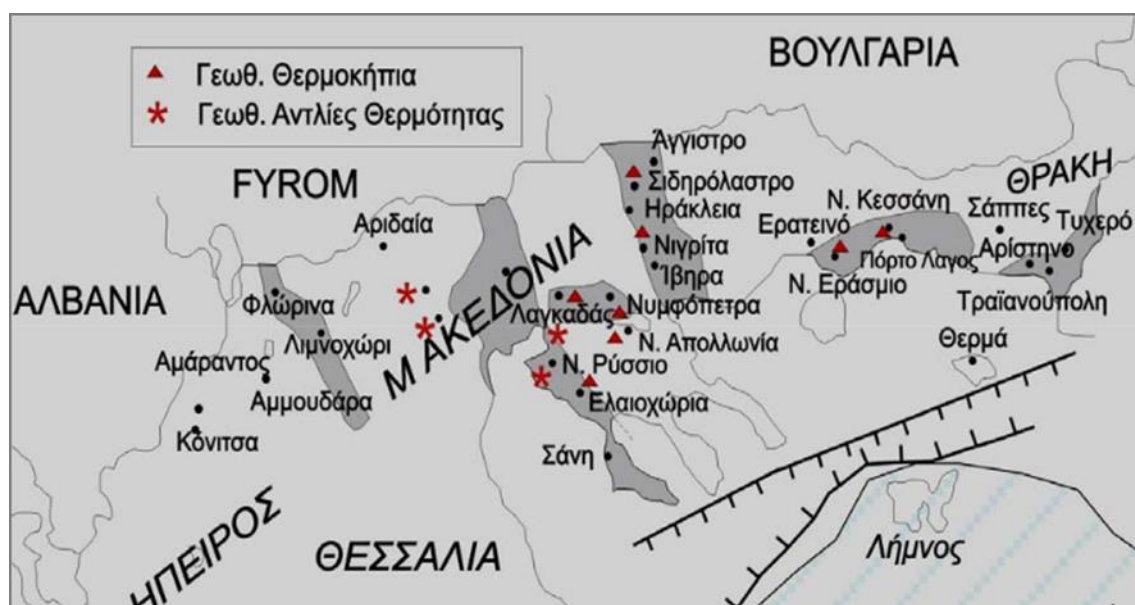 ΒΟΥΛΓΑΡΙΑ
Γεωθ. Θερμοκήπια
Γεωθ. Αντλίες Θερμότητας
FYROM
ΑΛΒΑΝΙΑ
ΜΑΚΕΔΟΝΙΑ
ΘΡΑΚΗ
Άγγιστρο
Σιδηρόλαστρο
Ηράκλεια
Νιγρίτα
Ίβηρα
Αριδαία
Φλώρινα
Λιμνοχώρι
Αμάραντος
Αμμουδάρα
Κόνιτσα
Λαγκαδάς
Νυμφόπετρα
Ν. Απολλωνία
Ν. Ρύσσιο
Ελαιοχώρια
Σάνη
Ερατεινό
Ν. Κεσσάνη
Πόρτο Λαγος
Ν. Εράσμιο
Σάππες
Τυχερό
Αρίστηνο
Τραϊανούπολη
Θερμά
Λήμνος
ΗΠΕΙΡΟΣ
ΘΕΣΣΑΛΙΑ